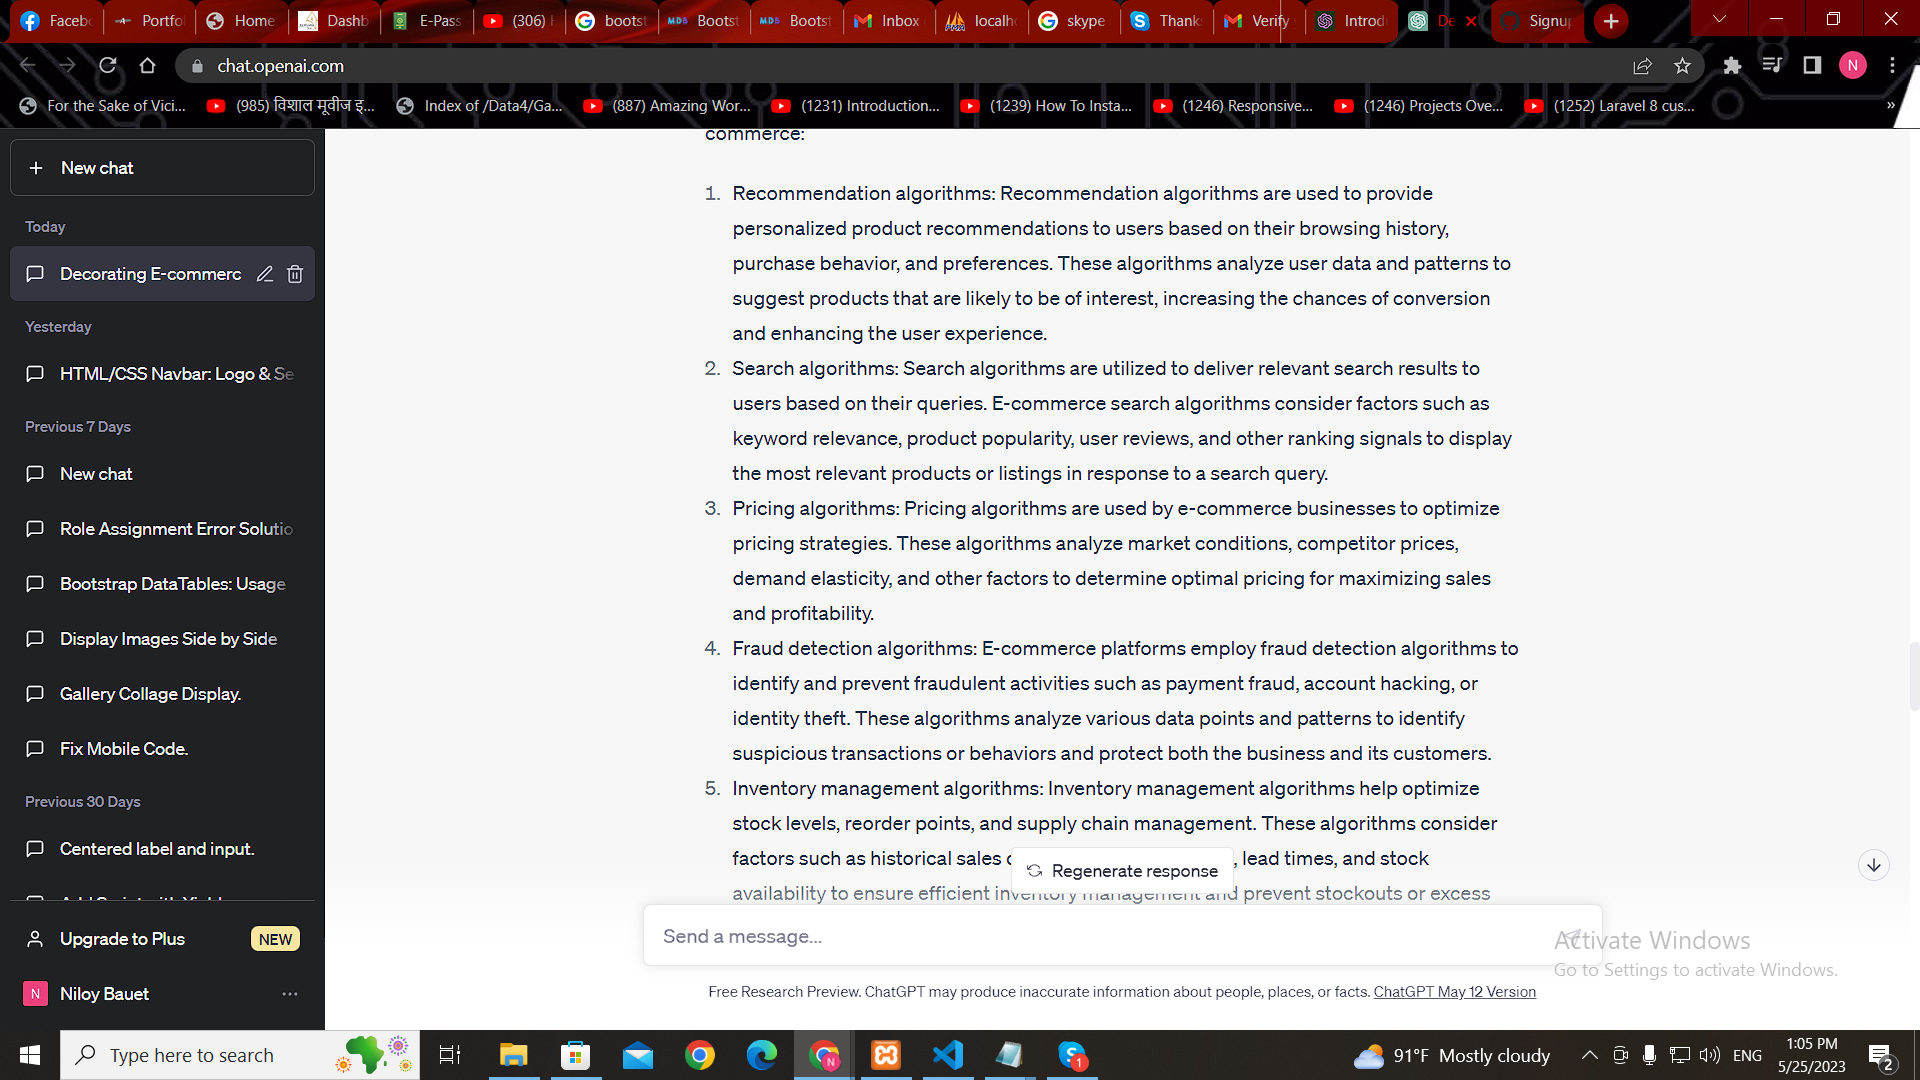 Faceb
Portfo
Home
Dashb
E-Pass
(306)
boots
MDB Boots
MDB Boots
Inbox
localh
skype
Thank
Verify
Introd
De
Signup
chat.openai.com
N
For the Sake of Vici...
(985) विशाल मूवीज इ...
Index of /Data4/Ga...
(887) Amazing Wor...
(1231) Introduction...
(1239) How To Insta...
(1246) Responsive...
(1246) Projects Ove...
(1252) Laravel 8 cus...
»
New chat
Today
Decorating E-commerc
Yesterday
HTML/CSS Navbar: Logo & Se
Previous 7 Days
New chat
Role Assignment Error Solutio
Bootstrap DataTables: Usage
Display Images Side by Side
Gallery Collage Display.
Fix Mobile Code.
Previous 30 Days
Centered label and input.
Upgrade to Plus NEW
N Niloy Bauet ...
commerce:
1. Recommendation algorithms: Recommendation algorithms are used to provide
personalized product recommendations to users based on their browsing history,
purchase behavior, and preferences. These algorithms analyze user data and patterns to
suggest products that are likely to be of interest, increasing the chances of conversion
and enhancing the user experience.
2. Search algorithms: Search algorithms are utilized to deliver relevant search results to
users based on their queries. E-commerce search algorithms consider factors such as
keyword relevance, product popularity, user reviews, and other ranking signals to display
the most relevant products or listings in response to a search query.
3. Pricing algorithms: Pricing algorithms are used by e-commerce businesses to optimize
pricing strategies. These algorithms analyze market conditions, competitor prices,
demand elasticity, and other factors to determine optimal pricing for maximizing sales
and profitability.
4. Fraud detection algorithms: E-commerce platforms employ fraud detection algorithms to
identify and prevent fraudulent activities such as payment fraud, account hacking, or
identity theft. These algorithms analyze various data points and patterns to identify
suspicious transactions or behaviors and protect both the business and its customers.
5. Inventory management algorithms: Inventory management algorithms help optimize
stock levels, reorder points, and supply chain management. These algorithms consider
factors such as historical sales , lead times, and stock
Regenerate response
availability to ensure efficient inventory management and prevent stockouts or excess
Send a message...
Activate Windows
Go to Settings to activate Windows.
Free Research Preview. ChatGPT may produce inaccurate information about people, places, or facts. ChatGPT May 12 Version
Type here to search
91°F Mostly cloudy
ENG
1:05 PM
5/25/2023
2